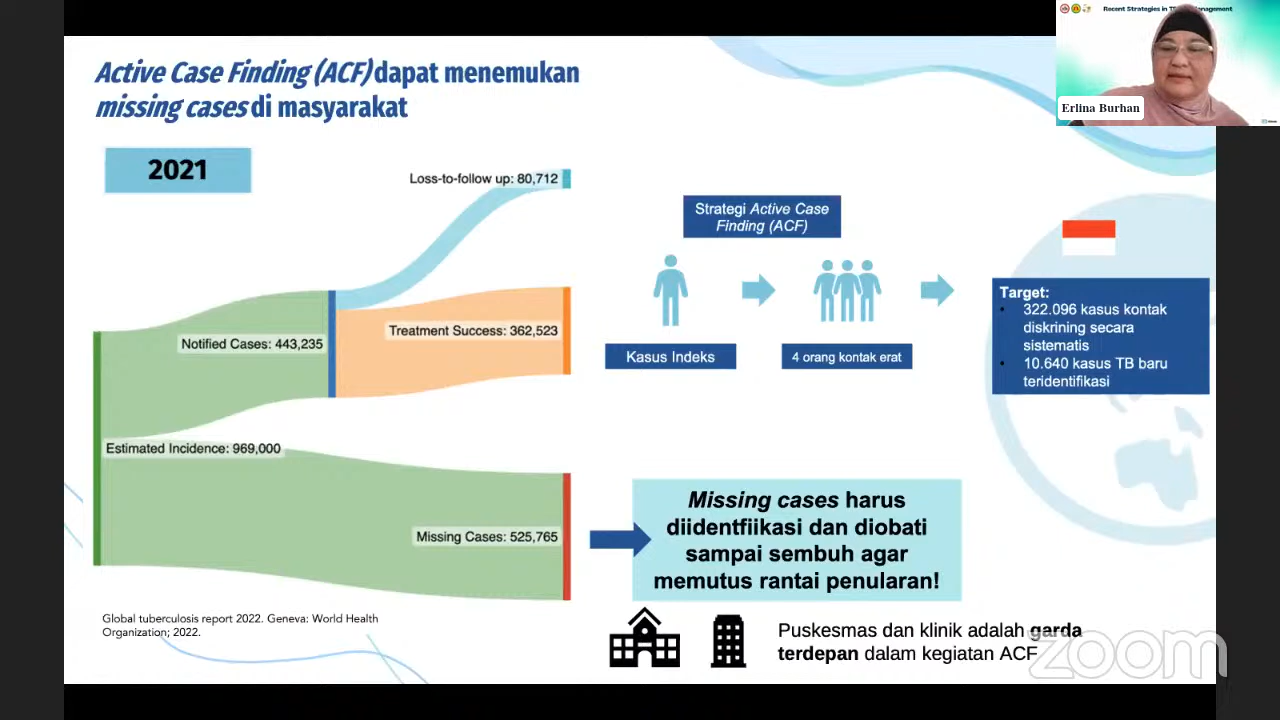 Active Case Finding (ACF) dapat menemukan
missing cases di masyarakat
2021
Loss-to-follow up: 80,712
Notified Cases: 443,235
Treatment Success: 362,523
Estimated Incidence: 969,000
Missing Cases: 525,765
Global tuberculosis report 2022. Geneva: World Health
Organization; 2022.
Strategi Active Case
Finding (ACF)
Kasus Indeks
4 orang kontak erat
Target:
• 322.096 kasus kontak
diskrining secara
sistematis
• 10.640 kasus TB baru
teridentifikasi
Missing cases harus
diidentfiikasi dan diobati
sampai sembuh agar
memutus rantai penularan!
Puskesmas dan klinik adalah garda
terdepan dalam kegiatan ACF
Recent Strategies in
Erlina Burhan
zoom